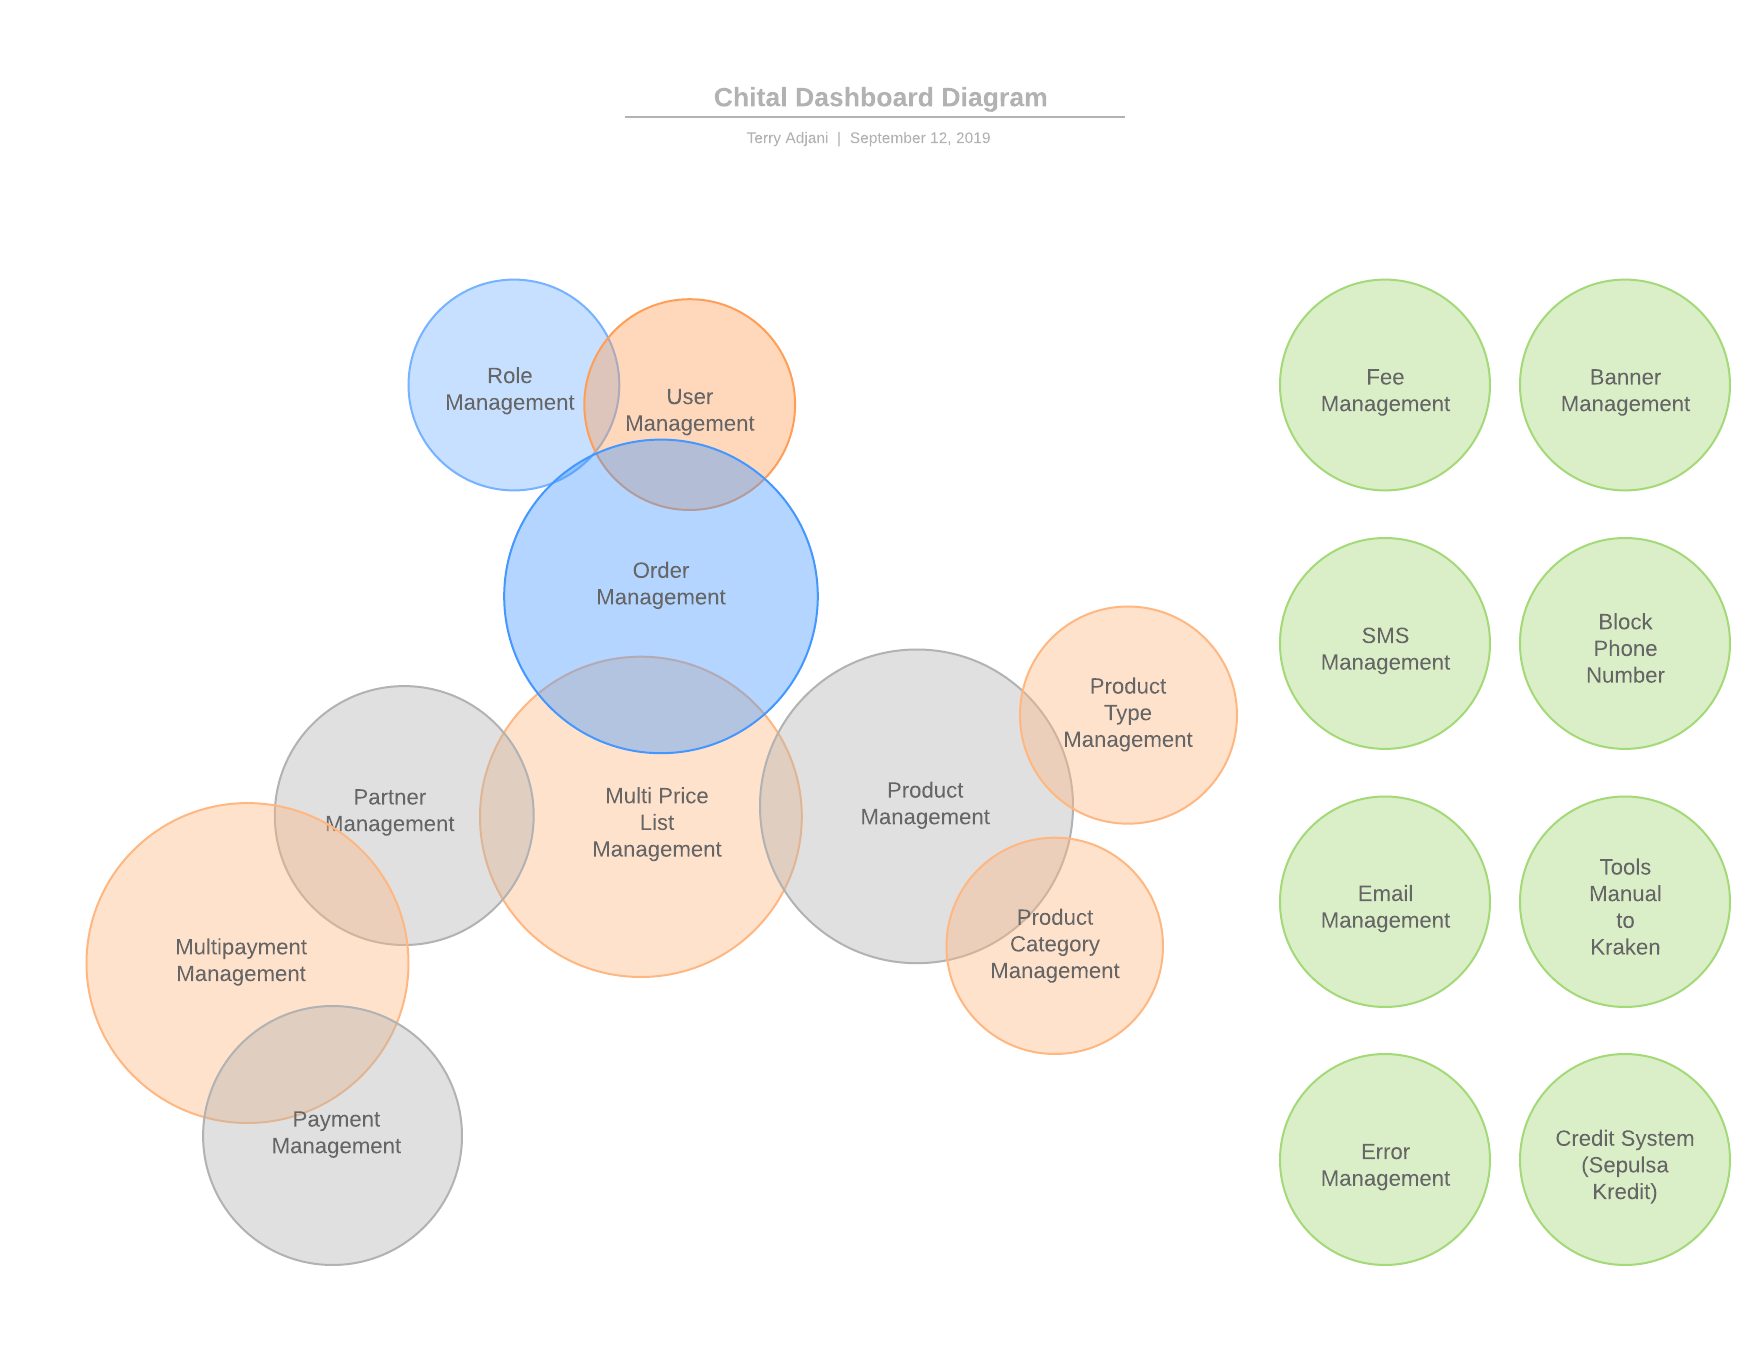 Chital Dashboard Diagram
Terry Adjani | September 12, 2019
Role
Management
User
Management
Order
Management
Partner
Management
Multi Price
List
Management
Product
Management
Product
Type
Management
Product
Category
Management
Multipayment
Management
Payment
Management
Fee
Management
Banner
Management
SMS
Management
Block
Phone
Number
Email
Management
Tools
Manual
to
Kraken
Error
Management
Credit System
(Sepulsa
Kredit)